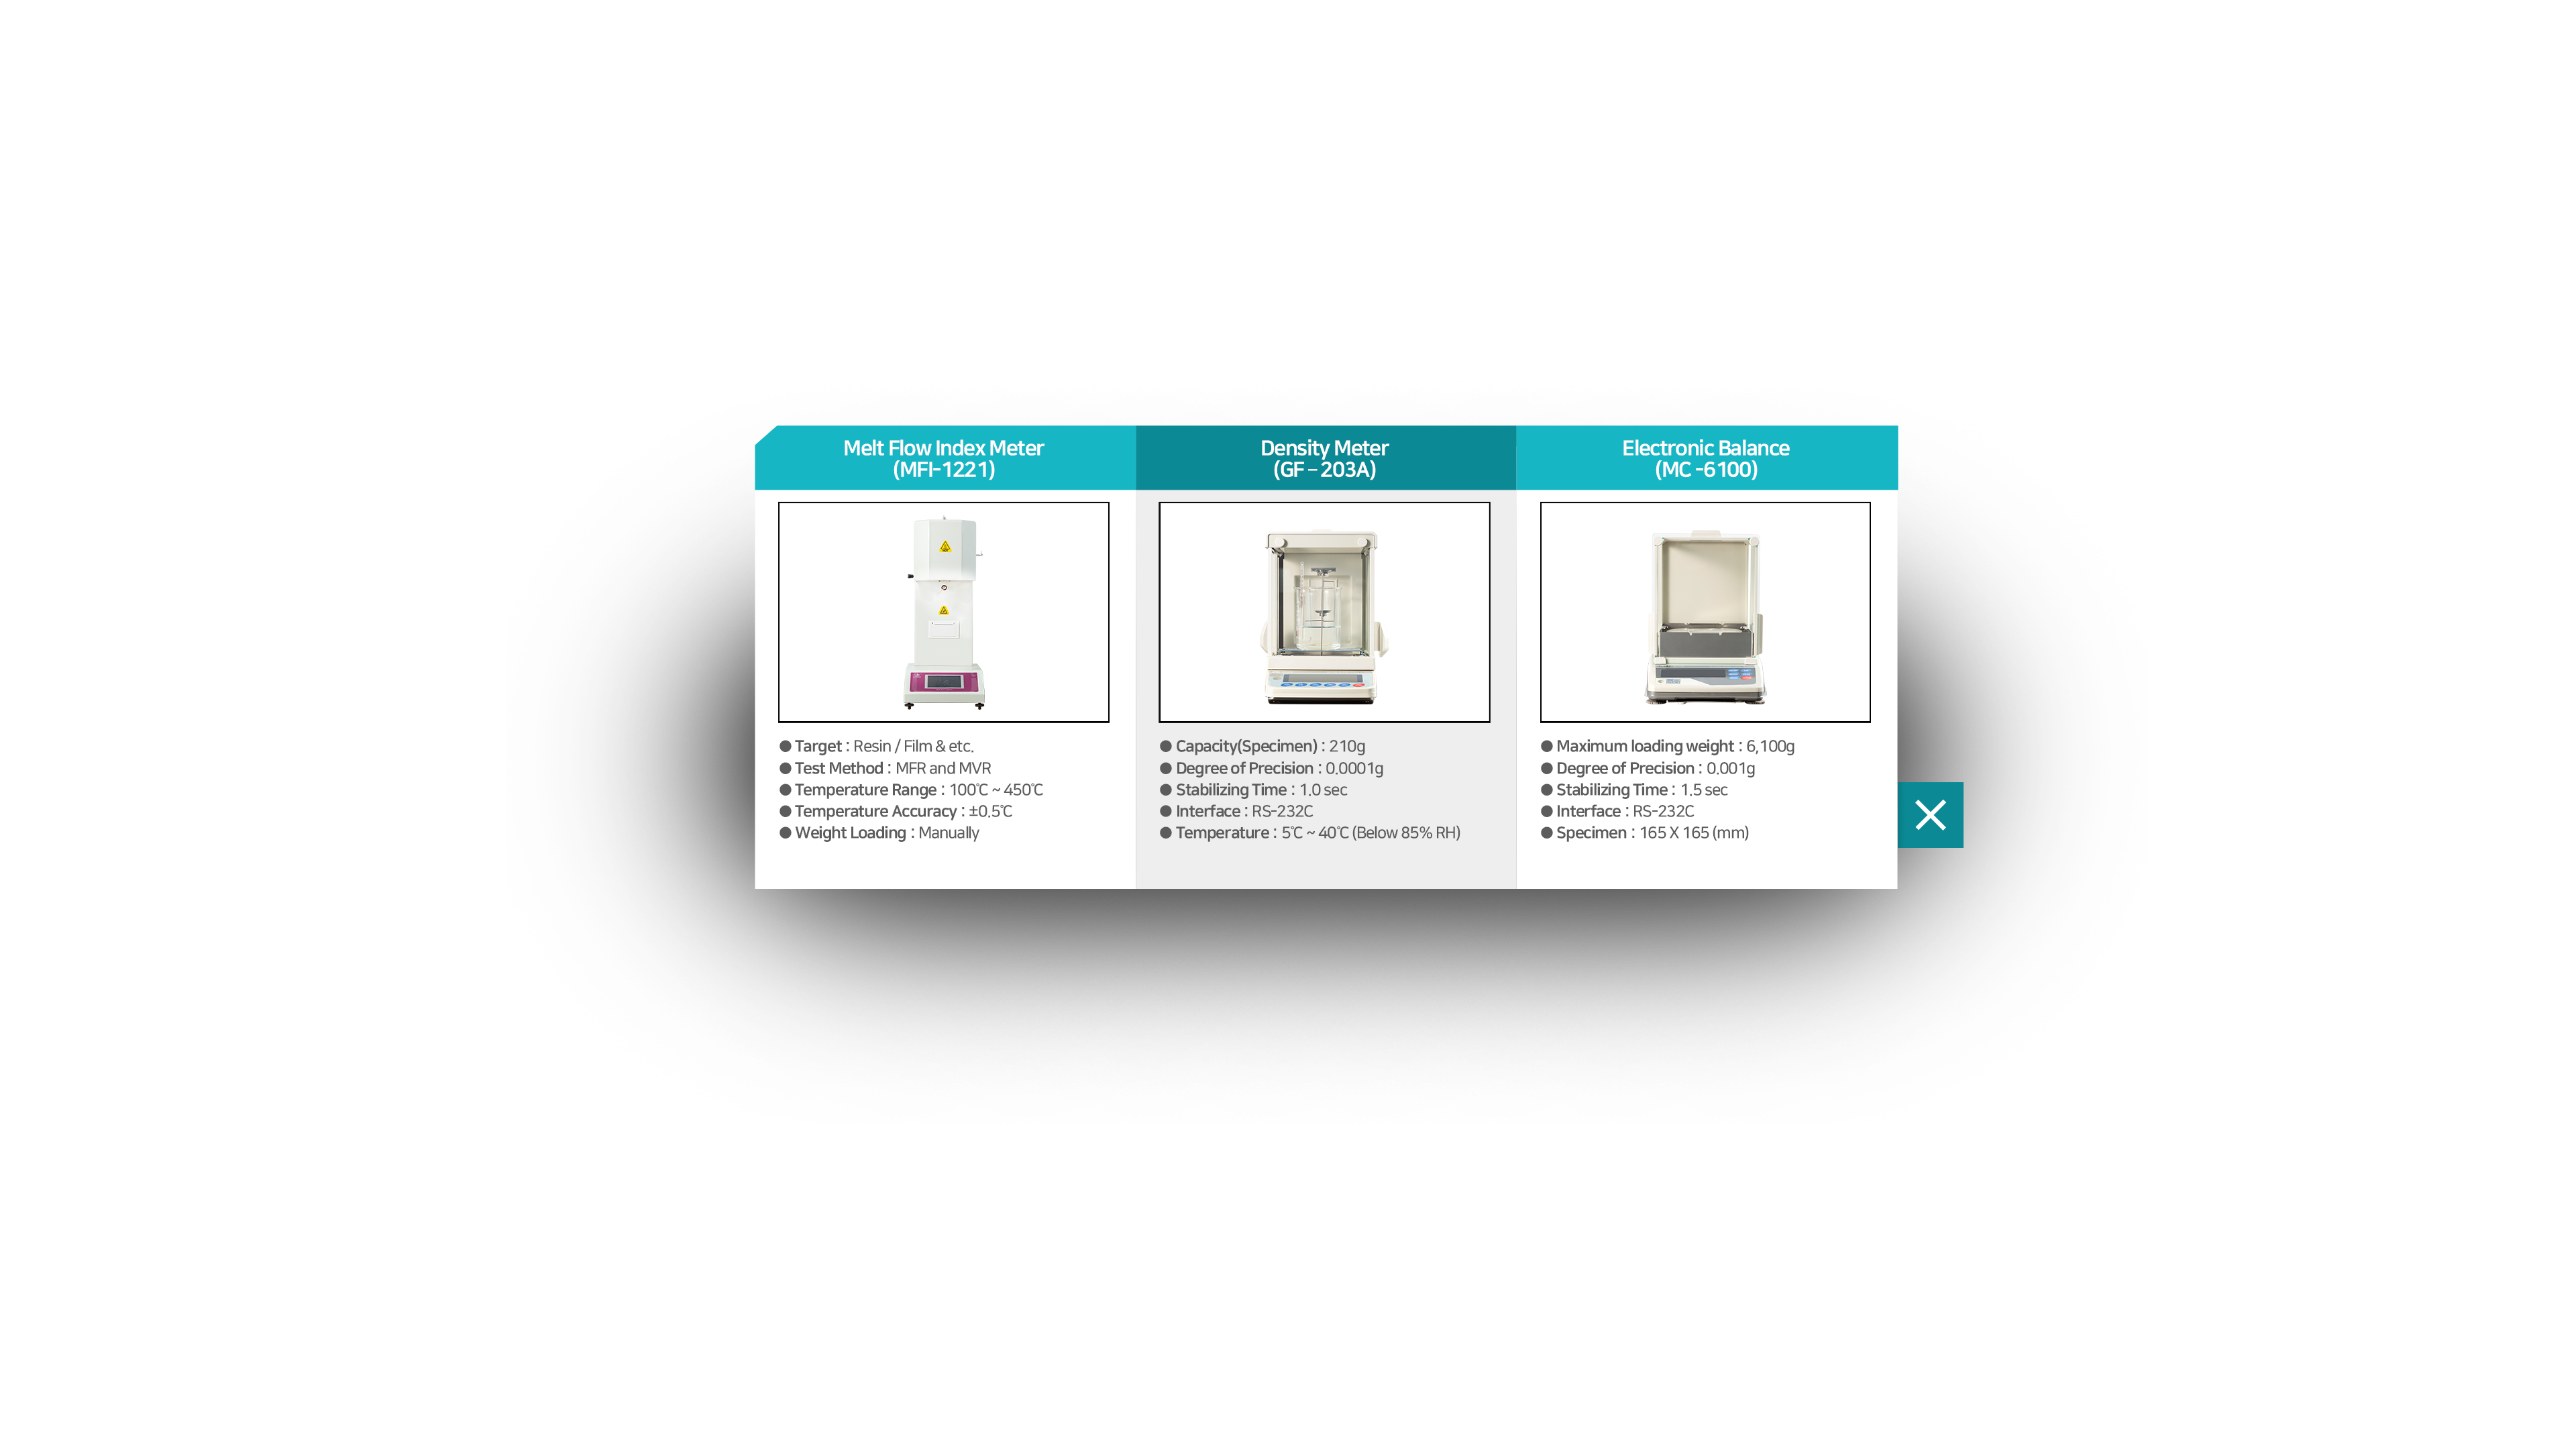 Melt Flow Index Meter
(MFI-1221)
● Target : Resin / Film & etc.
● Test Method : MFR and MVR
● Temperature Range : 100℃ ~ 450℃
● Temperature Accuracy : ±0.5℃
● Weight Loading : Manually
Density Meter
(GF – 203A)
● Capacity(Specimen) : 210g
● Degree of Precision : 0.0001g
● Stabilizing Time : 1.0 sec
● Interface : RS-232C
● Temperature : 5℃ ~ 40℃ (Below 85% RH)
Electronic Balance
(MC -6100)
● Maximum loading weight : 6,100g
● Degree of Precision : 0.001g
● Stabilizing Time : 1.5 sec
● Interface : RS-232C
● Specimen : 165 X 165 (mm)